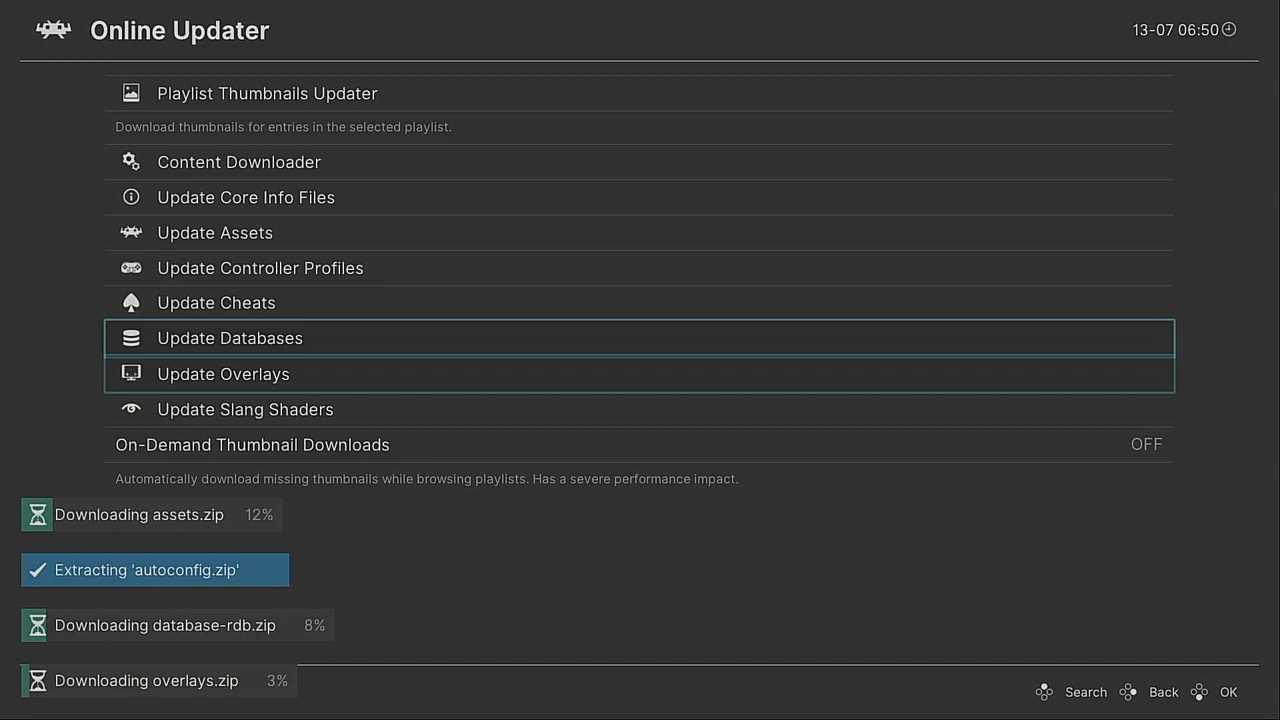 Online Updater
13-07 06:50
Playlist Thumbnails Updater
Download thumbnails for entries in the selected playlist.
Content Downloader
Update Core Info Files
Update Assets
Update Controller Profiles
Update Cheats
Update Databases
Update Overlays
Update Slang Shaders
On-Demand Thumbnail Downloads OFF
Automatically download missing thumbnails while browsing playlists. Has a severe performance impact.
Downloading assets.zip 12%
Extracting 'autoconfig.zip'
Downloading database-rdb.zip 8%
Downloading overlays.zip 3%
Search Back OK